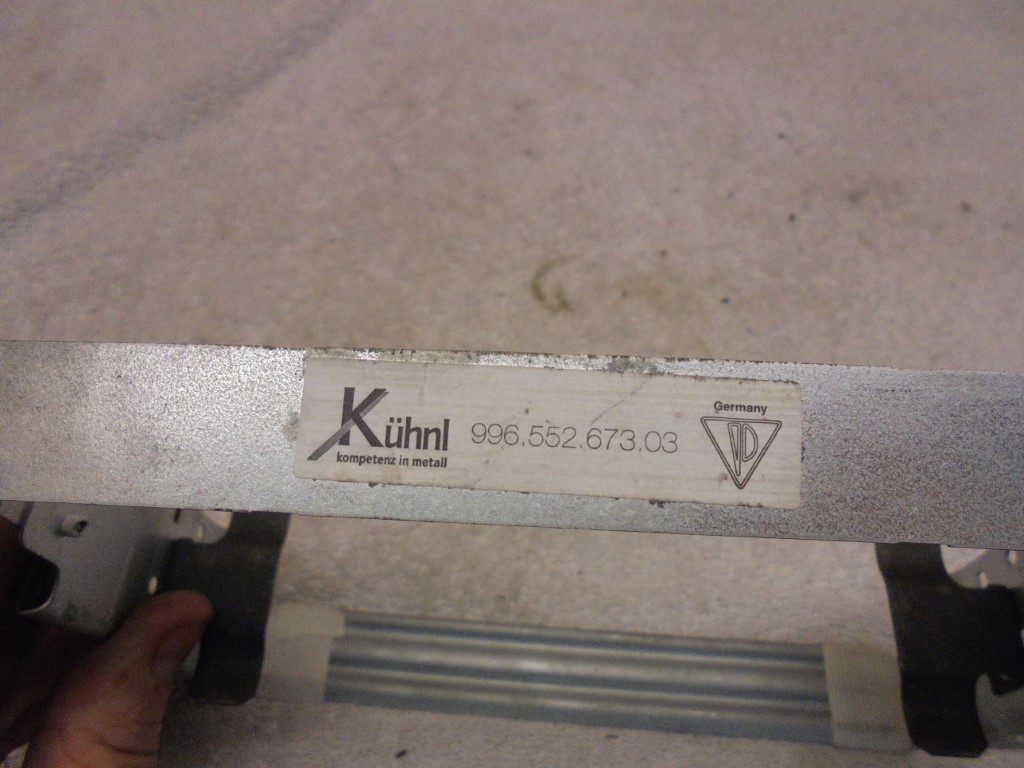 Kühnl
kompetenz in metall
996.552.673.03
Germany